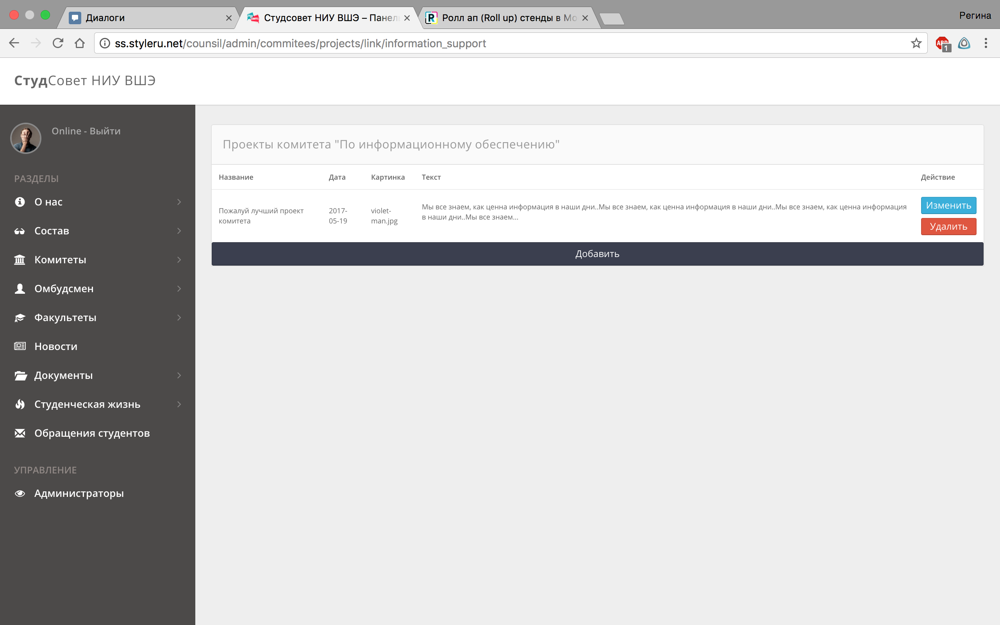 Диалоги
Студсовет НИУ ВШЭ – Панель
Ролл ап (Roll up) стенды в Мо
Регина
ss.styleru.net/counsil/admin/commitees/projects/link/information_support
ABP
1
СтудСовет НИУ ВШЭ
Online - Выйти
РАЗДЕЛЫ
О нас
Состав
Комитеты
Омбудсмен
Факультеты
Новости
Документы
Студенческая жизнь
Обращения студентов
УПРАВЛЕНИЕ
Администраторы
Проекты комитета "По информационному обеспечению"
Название Дата Картинка Текст Действие
Пожалуй лучший проект
комитета
2017-
05-19
violet-
man.jpg
Мы все знаем, как ценна информация в наши дни..Мы все знаем, как ценна информация в наши дни..Мы все знаем, как ценна информация
в наши дни..Мы все знаем...
Изменить
Удалить
Добавить